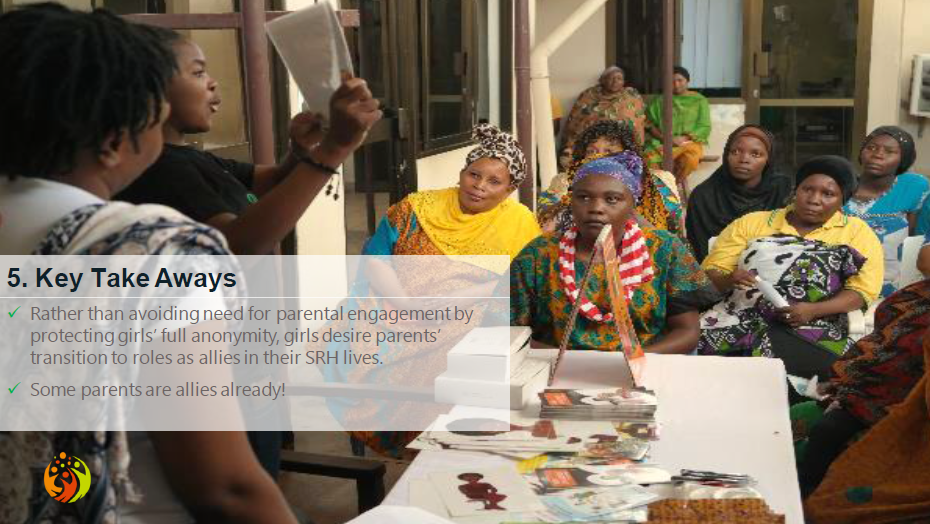 5. Key Take Aways
✓ Rather than avoiding need for parental engagement by
protecting girls’ full anonymity, girls desire parents’
transition to roles as allies in their SRH lives.
✓ Some parents are allies already!